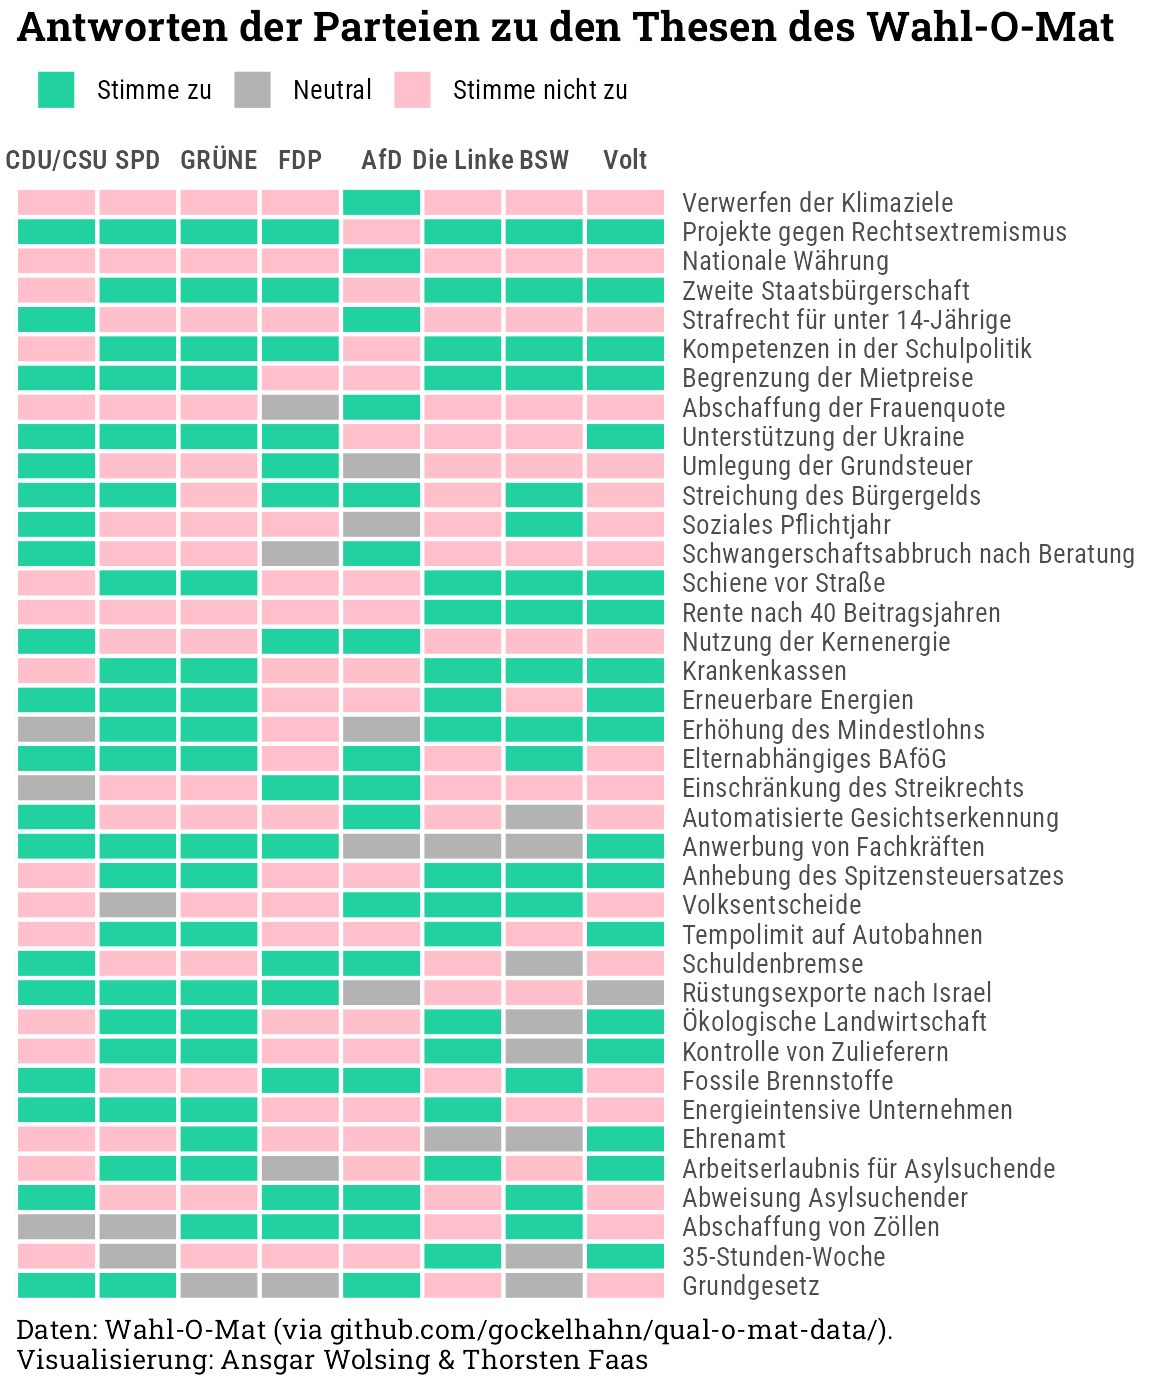 Antworten der Parteien zu den Thesen des Wahl-O-Mat
Stimme zu Neutral Stimme nicht zu
CDU/CSU SPD GRÜNE FDP AfD Die Linke BSW Volt
Verwerfen der Klimaziele
Projekte gegen Rechtsextremismus
Nationale Währung
Zweite Staatsbürgerschaft
Strafrecht für unter 14-Jährige
Kompetenzen in der Schulpolitik
Begrenzung der Mietpreise
Abschaffung der Frauenquote
Unterstützung der Ukraine
Umlegung der Grundsteuer
Streichung des Bürgergelds
Soziales Pflichtjahr
Schwangerschaftsabbruch nach Beratung
Schiene vor Straße
Rente nach 40 Beitragsjahren
Nutzung der Kernenergie
Krankenkassen
Erneuerbare Energien
Erhöhung des Mindestlohns
Elternabhängiges BAföG
Einschränkung des Streikrechts
Automatisierte Gesichtserkennung
Anwerbung von Fachkräften
Anhebung des Spitzensteuersatzes
Volksentscheide
Tempolimit auf Autobahnen
Schuldenbremse
Rüstungsexporte nach Israel
Ökologische Landwirtschaft
Kontrolle von Zulieferern
Fossile Brennstoffe
Energieintensive Unternehmen
Ehrenamt
Arbeitserlaubnis für Asylsuchende
Abweisung Asylsuchender
Abschaffung von Zöllen
35-Stunden-Woche
Grundgesetz
Daten: Wahl-O-Mat (via github.com/gockelhahn/qual-o-mat-data/).
Visualisierung: Ansgar Wolsing & Thorsten Faas